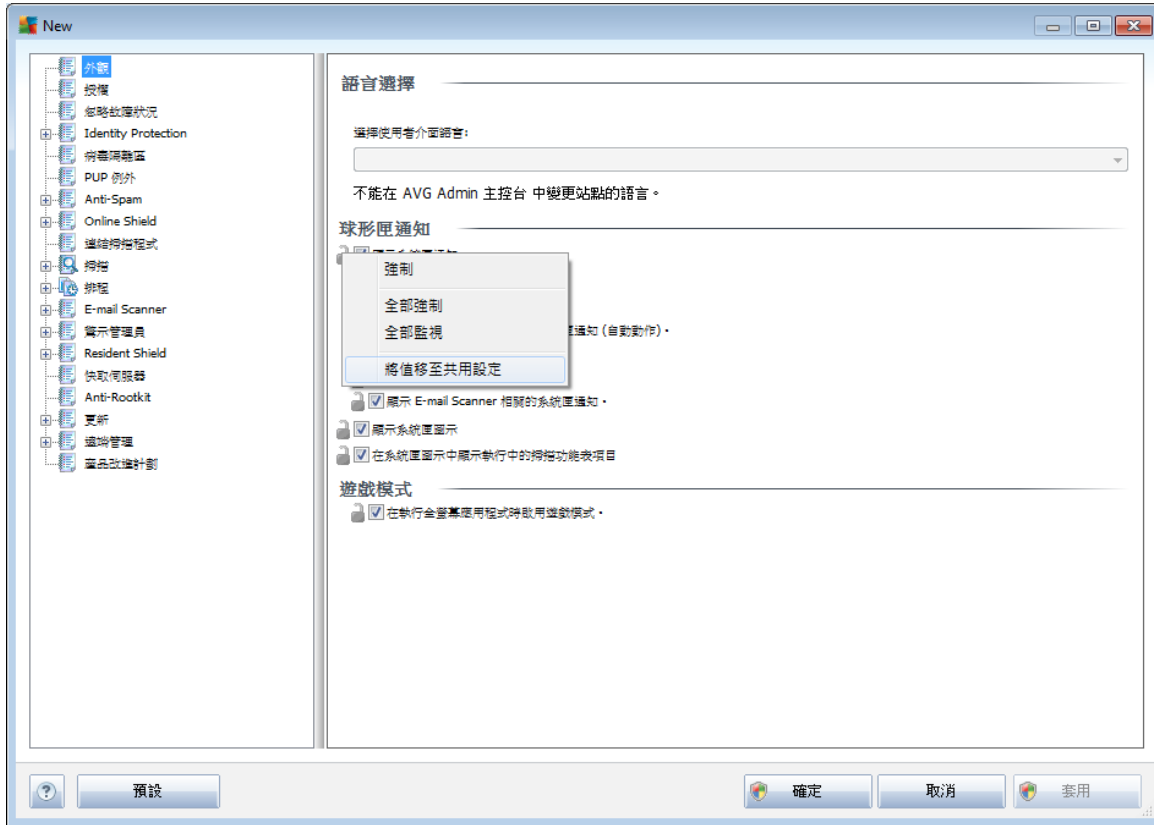 New
外觀
授權
忽略故障狀況
Identity Protection
病毒隔離區
PUP 例外
Anti-Spam
Online Shield
連結掃描程式
掃描
排程
E-mail Scanner
警示管理員
Resident Shield
快取伺服器
Anti-Rootkit
更新
遠端管理
產品改進計劃
語言選擇
選擇使用者介面語言:
不能在 AVG Admin 主控台 中變更站點的語言。
球形匣通知
顯示系統匣通知
強制
全部強制
全部監視
將值移至共用設定
匣通知 (自動動作)。
顯示 E-mail Scanner 相關的系統匣通知。
顯示系統匣圖示
在系統匣圖示中顯示執行中的掃描功能表項目
遊戲模式
在執行全螢幕應用程式時啟用遊戲模式。
?
預設
確定
取消
套用